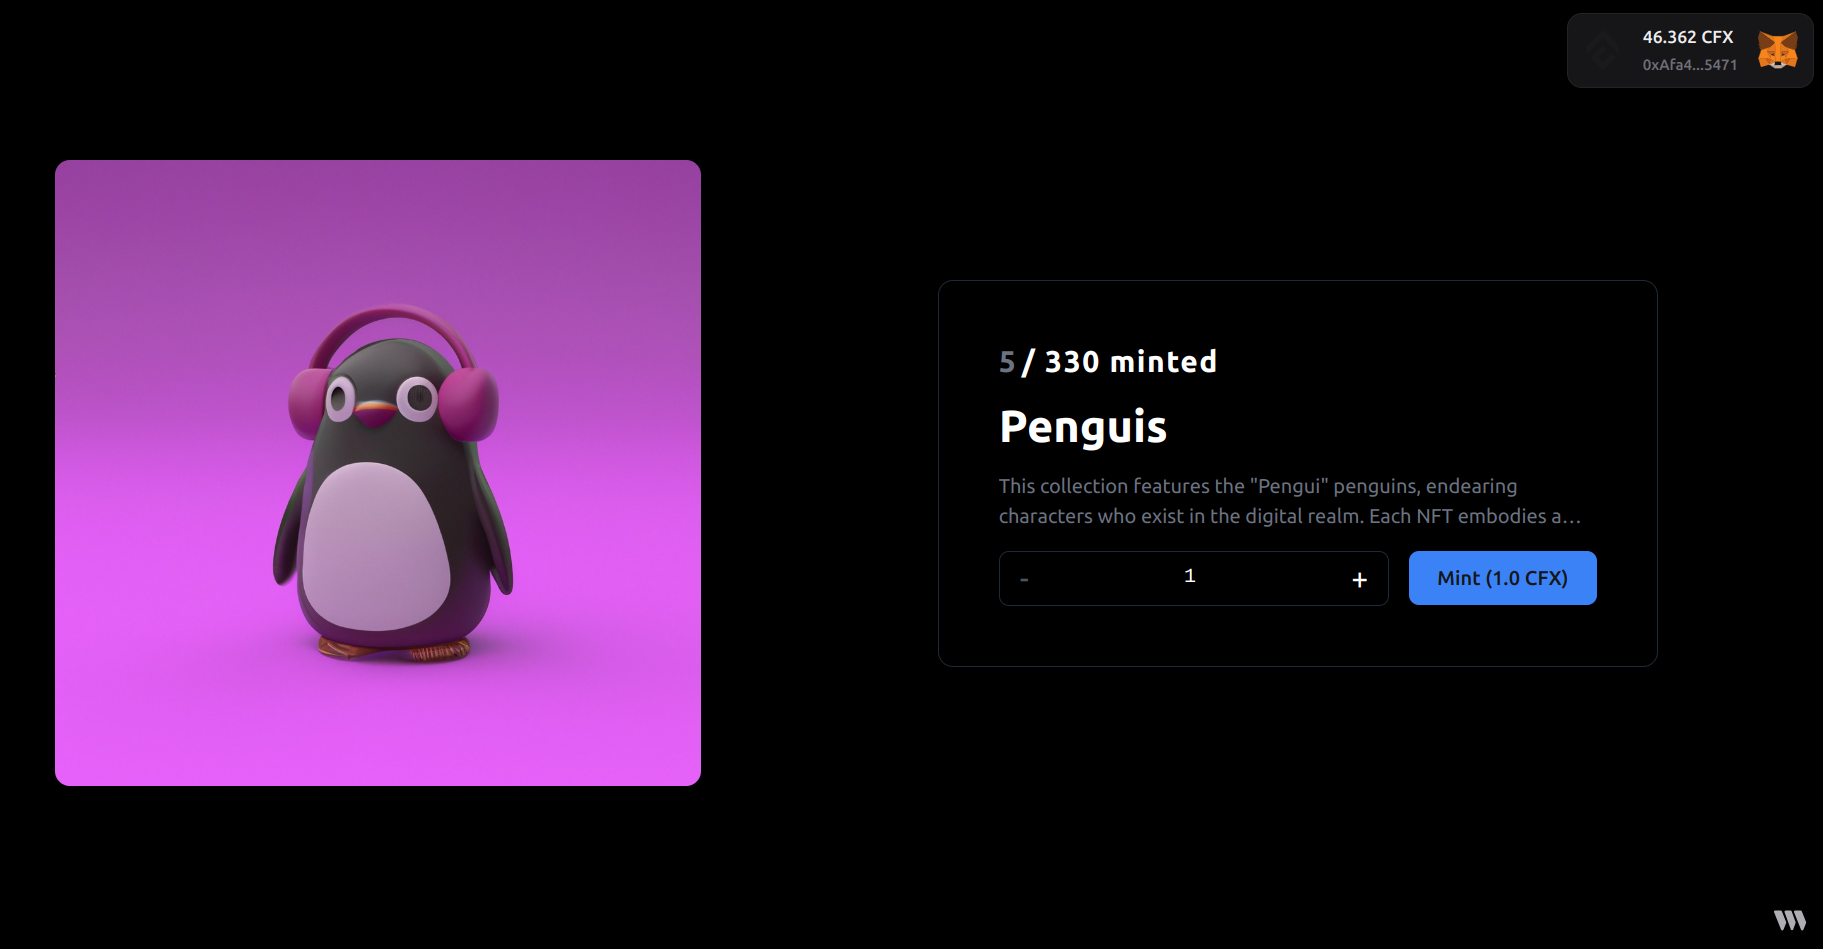 46.362 CFX
0xAfa4...5471
5 / 330 minted
Penguis
This collection features the "Pengui" penguins, endearing
characters who exist in the digital realm. Each NFT embodies a...
- 1 +
Mint (1.0 CFX)